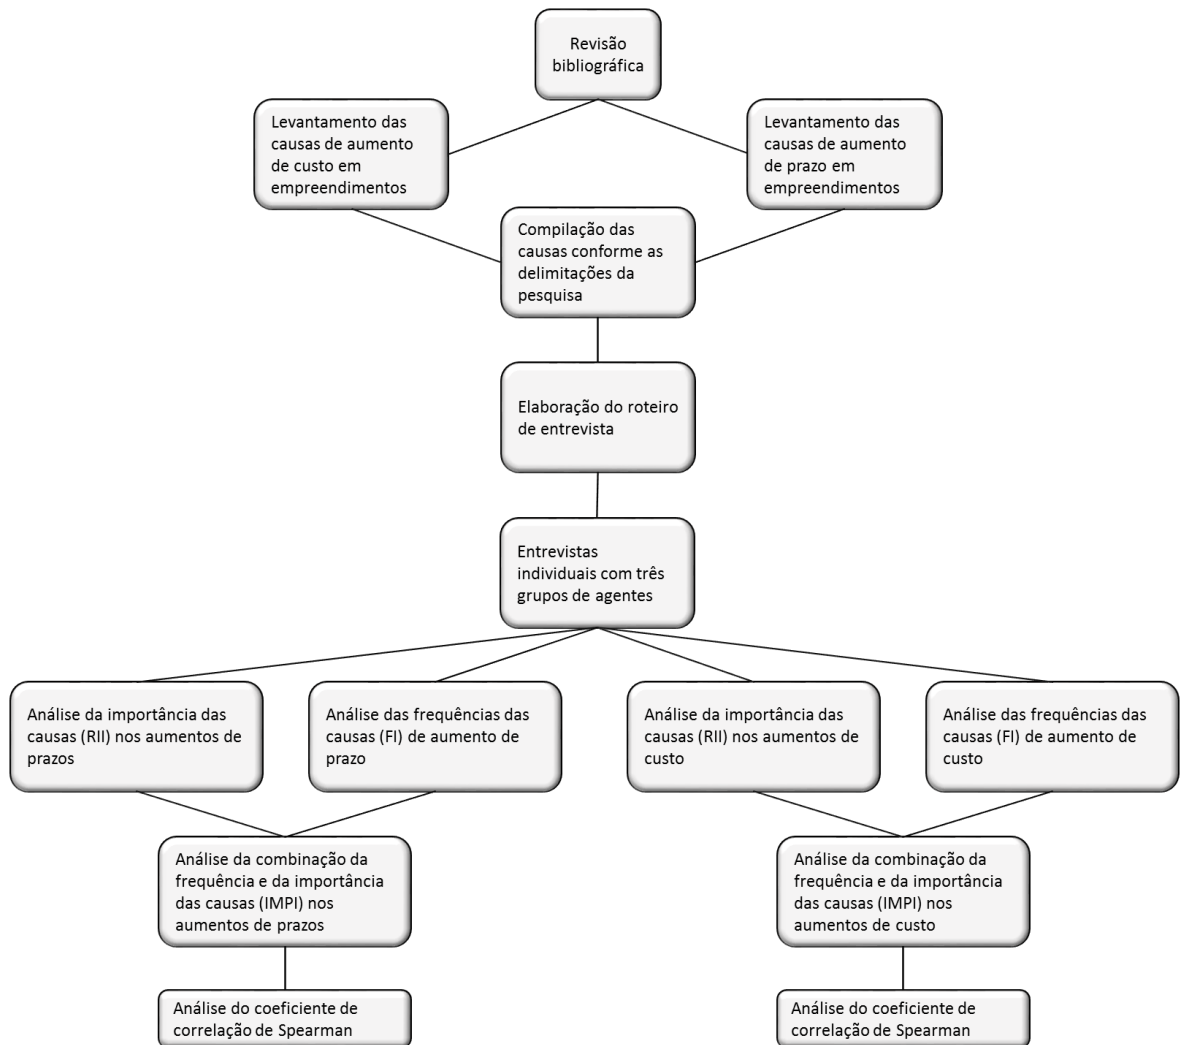 Revisão
bibliográfica
Levantamento das
causas de aumento
de custo em
empreendimentos
Levantamento das
causas de aumento
de prazo em
empreendimentos
Compilação das
causas conforme as
delimitações da
pesquisa
Elaboração do roteiro
de entrevista
Entrevistas
individuais com três
grupos de agentes
Análise da importância das
causas (RII) nos aumentos de
prazos
Análise das frequências das
causas (FI) de aumento de
prazo
Análise da importância das
causas (RII) nos aumentos de
custo
Análise das frequências das
causas (FI) de aumento de
custo
Análise da combinação da
frequência e da importância
das causas (IMPI) nos
aumentos de prazos
Análise da combinação da
frequência e da importância
das causas (IMPI) nos
aumentos de custo
Análise do coeficiente de
correlação de Spearman
Análise do coeficiente de
correlação de Spearman